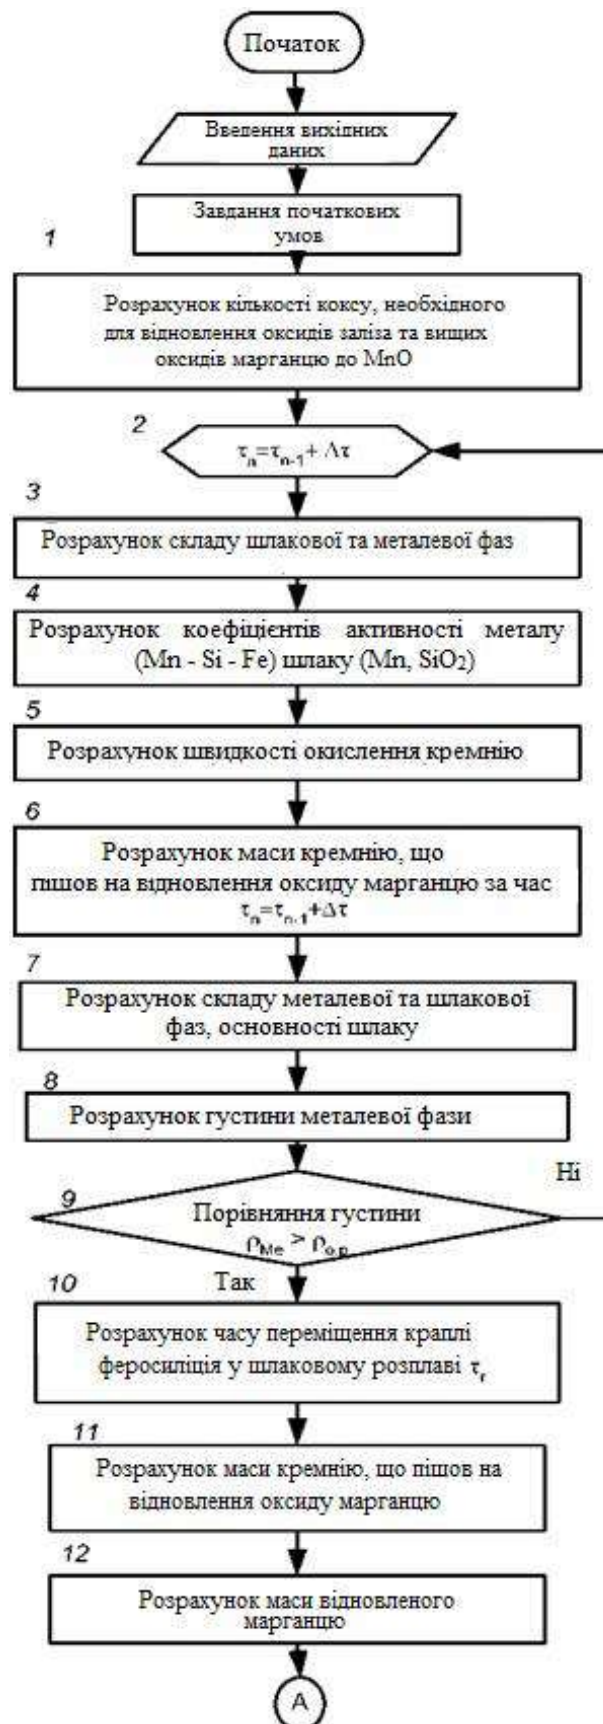 Початок
Введення вихідних
даних
Завдання початкових
умов
1
Розрахунок кількості коксу, необхідного
для відновлення оксидів заліза та вищих
оксидів марганцю до MnO
2
τn=τn-1+ Δτ
3
Розрахунок складу шлакової та металевої фаз
4
Розрахунок коефіцієнтів активності металу
(Mn - Si - Fe) шлаку (Mn, SiO₂)
5
Розрахунок швидкості окислення кремнію
6
Розрахунок маси кремнію, що
пішов на відновлення оксиду марганцю за час
τn=τn-1+Δτ
7
Розрахунок складу металевої та шлакової
фаз, основності шлаку
8
Розрахунок густини металевої фази
Ні
9
Порівняння густини
ρMe > ρo.p
Так
10
Розрахунок часу переміщення краплі
феросиліція у шлаковому розплаві τr
11
Розрахунок маси кремнію, що пішов на
відновлення оксиду марганцю
12
Розрахунок маси відновленого
марганцю
А